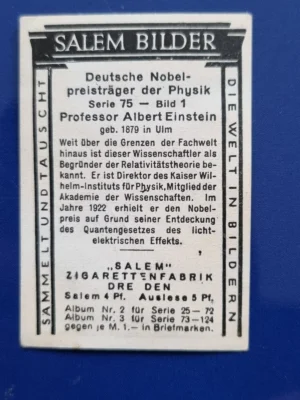 SALEM BILDER
SAMMELT UND TAUSCHT
DIE WELT IN BILDERN
Deutsche Nobel-
preisträger der Physik
Serie 75 — Bild 1
Professor Albert Einstein
geb. 1879 in Ulm
Weit über die Grenzen der Fachwelt
hinaus ist dieser Wissenschaftler als
Begründer der Relativitätstheorie be-
kannt. Er ist Direktor des Kaiser Wil-
helm-Instituts für Physik, Mitglied der
Akademie der Wissenschaften. Im
Jahre 1922 erhielt er den Nobel-
preis auf Grund seiner Entdeckung
des Quantengesetzes des licht-
elektrischen Effekts.
„SALEM"
ZIGARETTENFABRIK
DRE DEN
Salem 4 Pf. Auslese 5 Pf.
Album Nr. 2 für Serie 25 — 72
Album Nr. 3 für Serie 73—124
gegen je M. 1.— in Briefmarken.